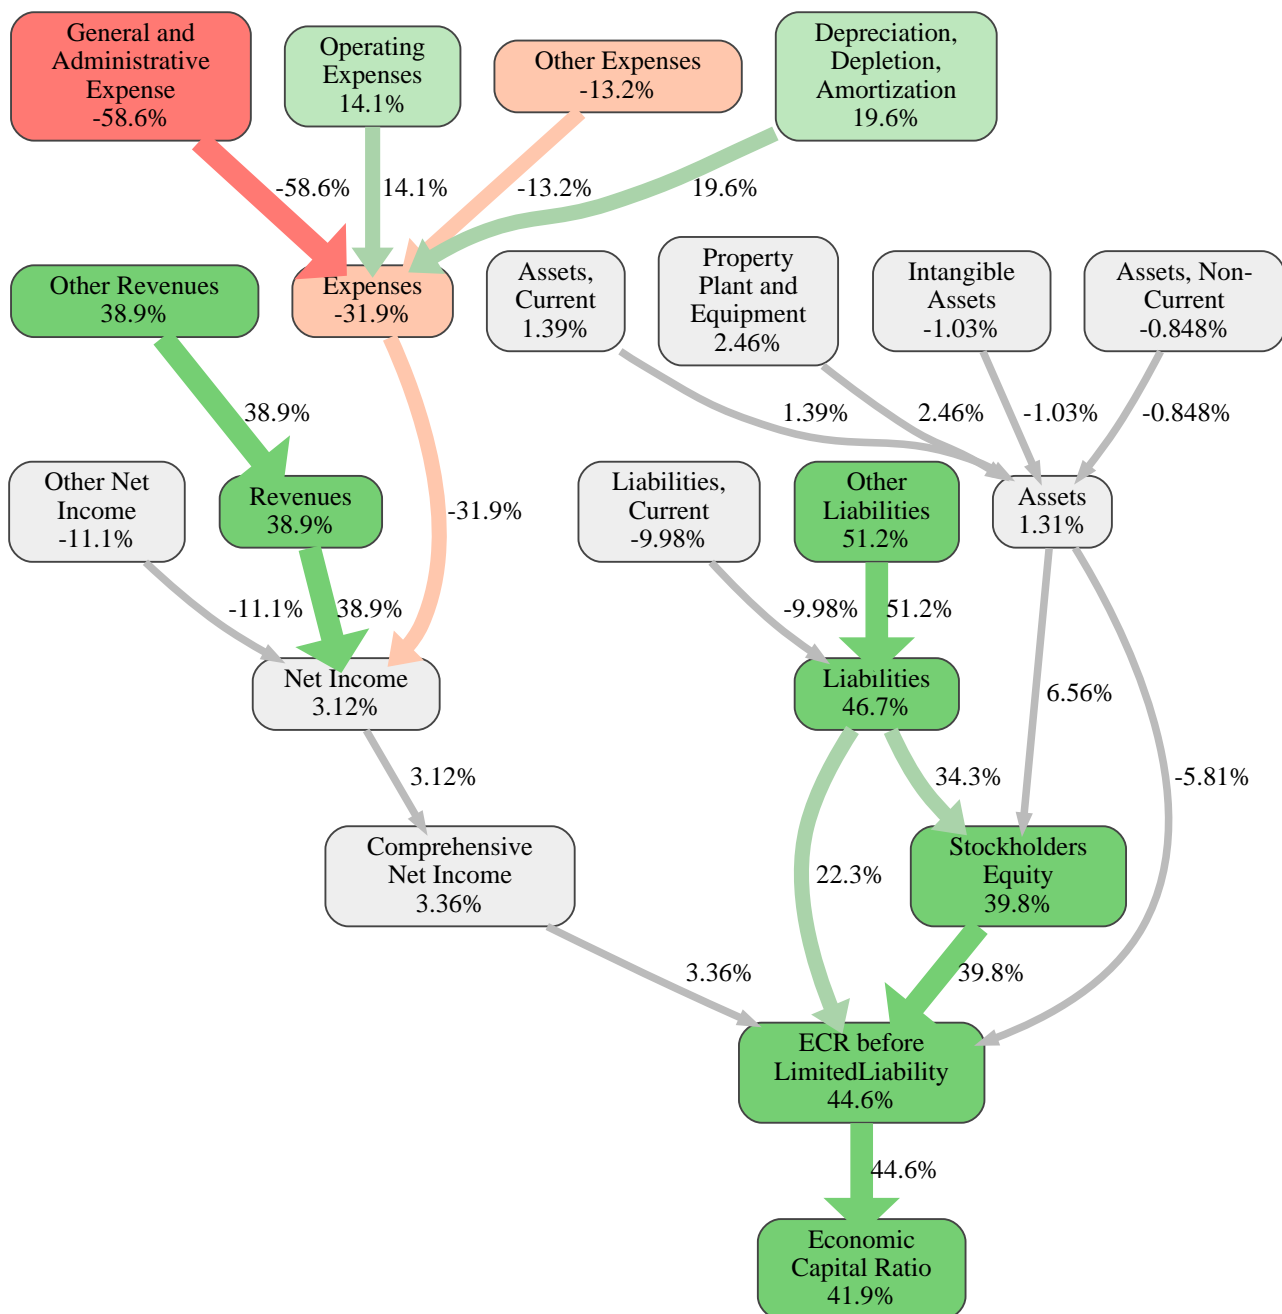 General and
Administrative
Expense
-58.6%
Operating
Expenses
14.1%
Other Expenses
-13.2%
Depreciation,
Depletion,
Amortization
19.6%
-58.6%
14.1%
-13.2%
19.6%
Other Revenues
38.9%
Expenses
-31.9%
Assets,
Current
1.39%
Property
Plant and
Equipment
2.46%
Intangible
Assets
-1.03%
Assets, Non-
Current
-0.848%
38.9%
1.39%
2.46%
-1.03%
-0.848%
Other Net
Income
-11.1%
Revenues
38.9%
-31.9%
Liabilities,
Current
-9.98%
Other
Liabilities
51.2%
Assets
1.31%
-11.1%
38.9%
-9.98%
51.2%
Net Income
3.12%
Liabilities
46.7%
6.56%
3.12%
34.3%
-5.81%
Comprehensive
Net Income
3.36%
22.3%
Stockholders
Equity
39.8%
3.36%
39.8%
ECR before
LimitedLiability
44.6%
44.6%
Economic
Capital Ratio
41.9%